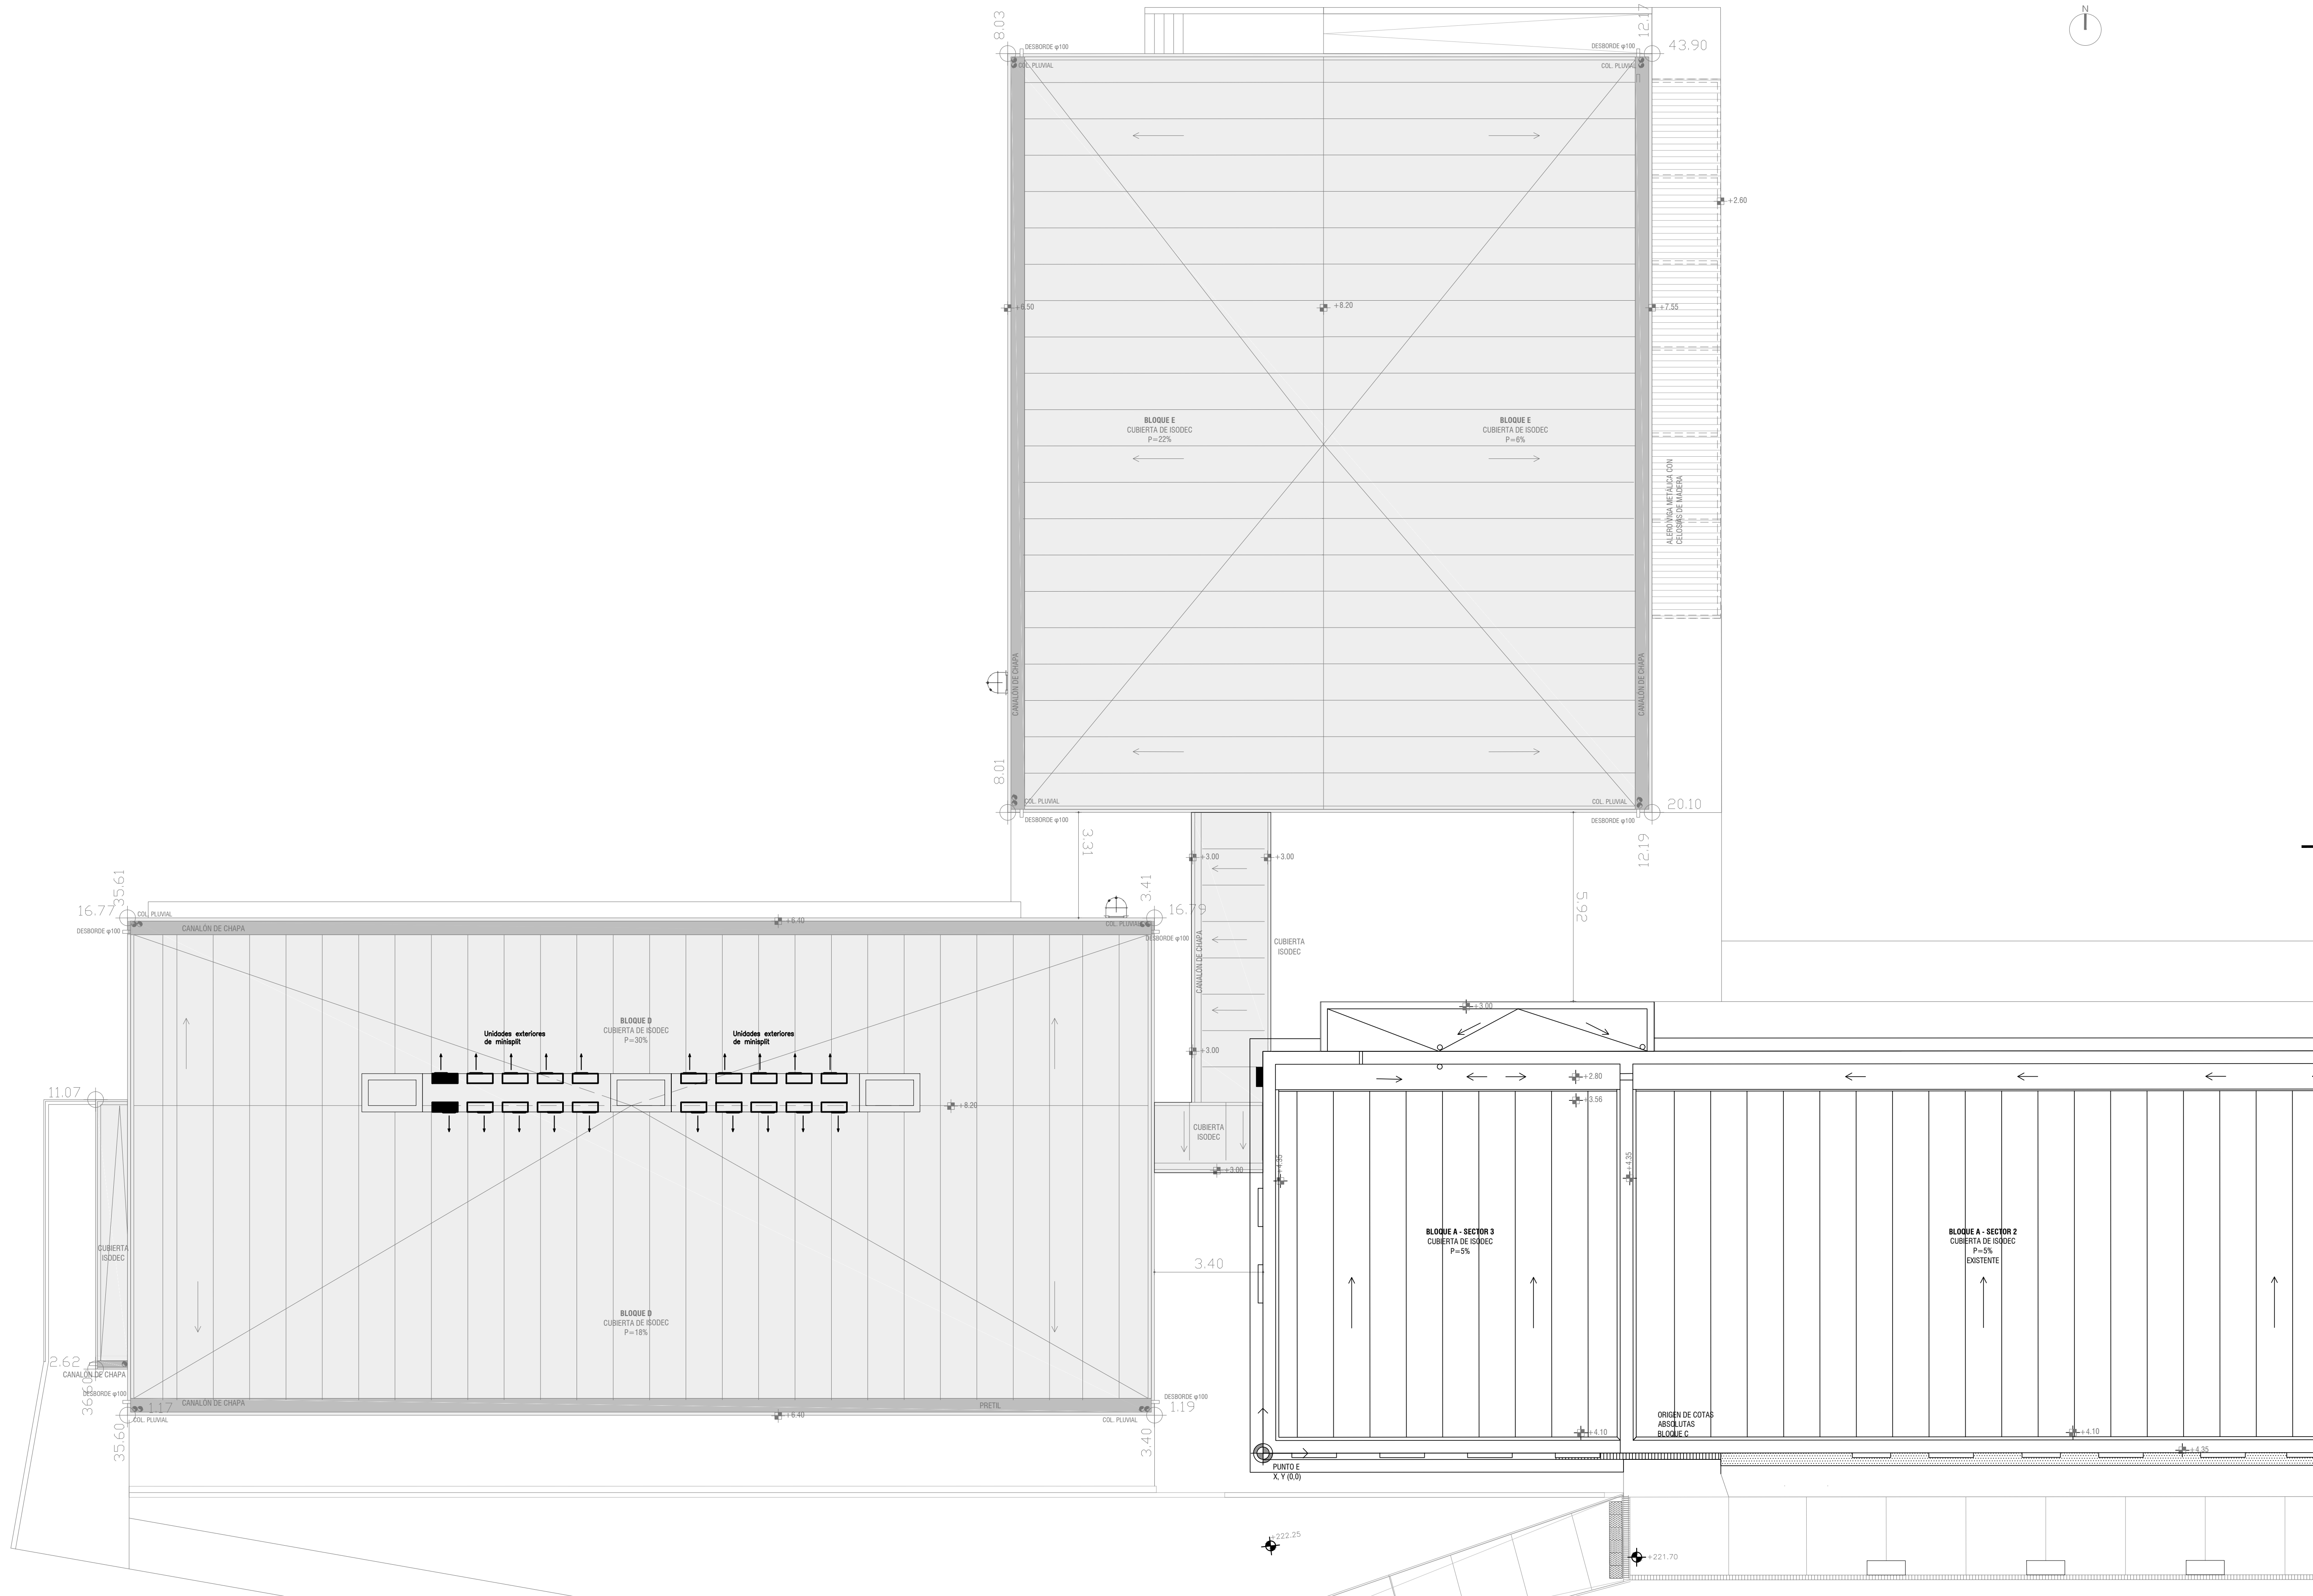 N
8.03
12.17
43.90
DESBORDE φ100
DESBORDE φ100
COL. PLUVIAL
COL. PLUVIAL
+2.60
+6.50
+8.20
+7.55
BLOQUE E
CUBIERTA DE ISODEC
P=22%
BLOQUE E
CUBIERTA DE ISODEC
P=6%
ALERO VIGA METALICA CON
CELOSIAS DE MADERA
CANALÓN DE CHAPA
CANALÓN DE CHAPA
8.01
COL. PLUVIAL
COL. PLUVIAL
20.10
DESBORDE φ100
DESBORDE φ100
3.31
12.19
+3.00
+3.00
35.61
3.41
5.92
16.77
COL. PLUVIAL
16.79
+6.40
COL. PLUVIAL
CANALÓN DE CHAPA
DESBORDE φ100
DESBORDE φ100
CUBIERTA
ISODEC
CANALÓN DE CHAPA
+3.00
BLOQUE D
CUBIERTA DE ISODEC
P=30%
Unidades exteriores
de minisplit
Unidades exteriores
de minisplit
+3.00
+2.80
11.07
+3.56
+8.20
CUBIERTA
ISODEC
+4.35
+4.35
+3.00
BLOQUE A - SECTOR 3
CUBIERTA DE ISODEC
P=5%
BLOQUE A - SECTOR 2
CUBIERTA DE ISODEC
P=5%
EXISTENTE
CUBIERTA
ISODEC
3.40
BLOQUE D
CUBIERTA DE ISODEC
P=18%
2.62
CANALÓN DE CHAPA
DESBORDE φ100
DESBORDE φ100
CANALÓN DE CHAPA
PRETIL
1.17
1.19
COL. PLUVIAL
+6.40
COL. PLUVIAL
35.60
3.40
ORIGEN DE COTAS
ABSOLUTAS
BLOQUE C
+4.10
+4.10
+4.35
PUNTO E
X, Y (0,0)
+222.25
+221.70